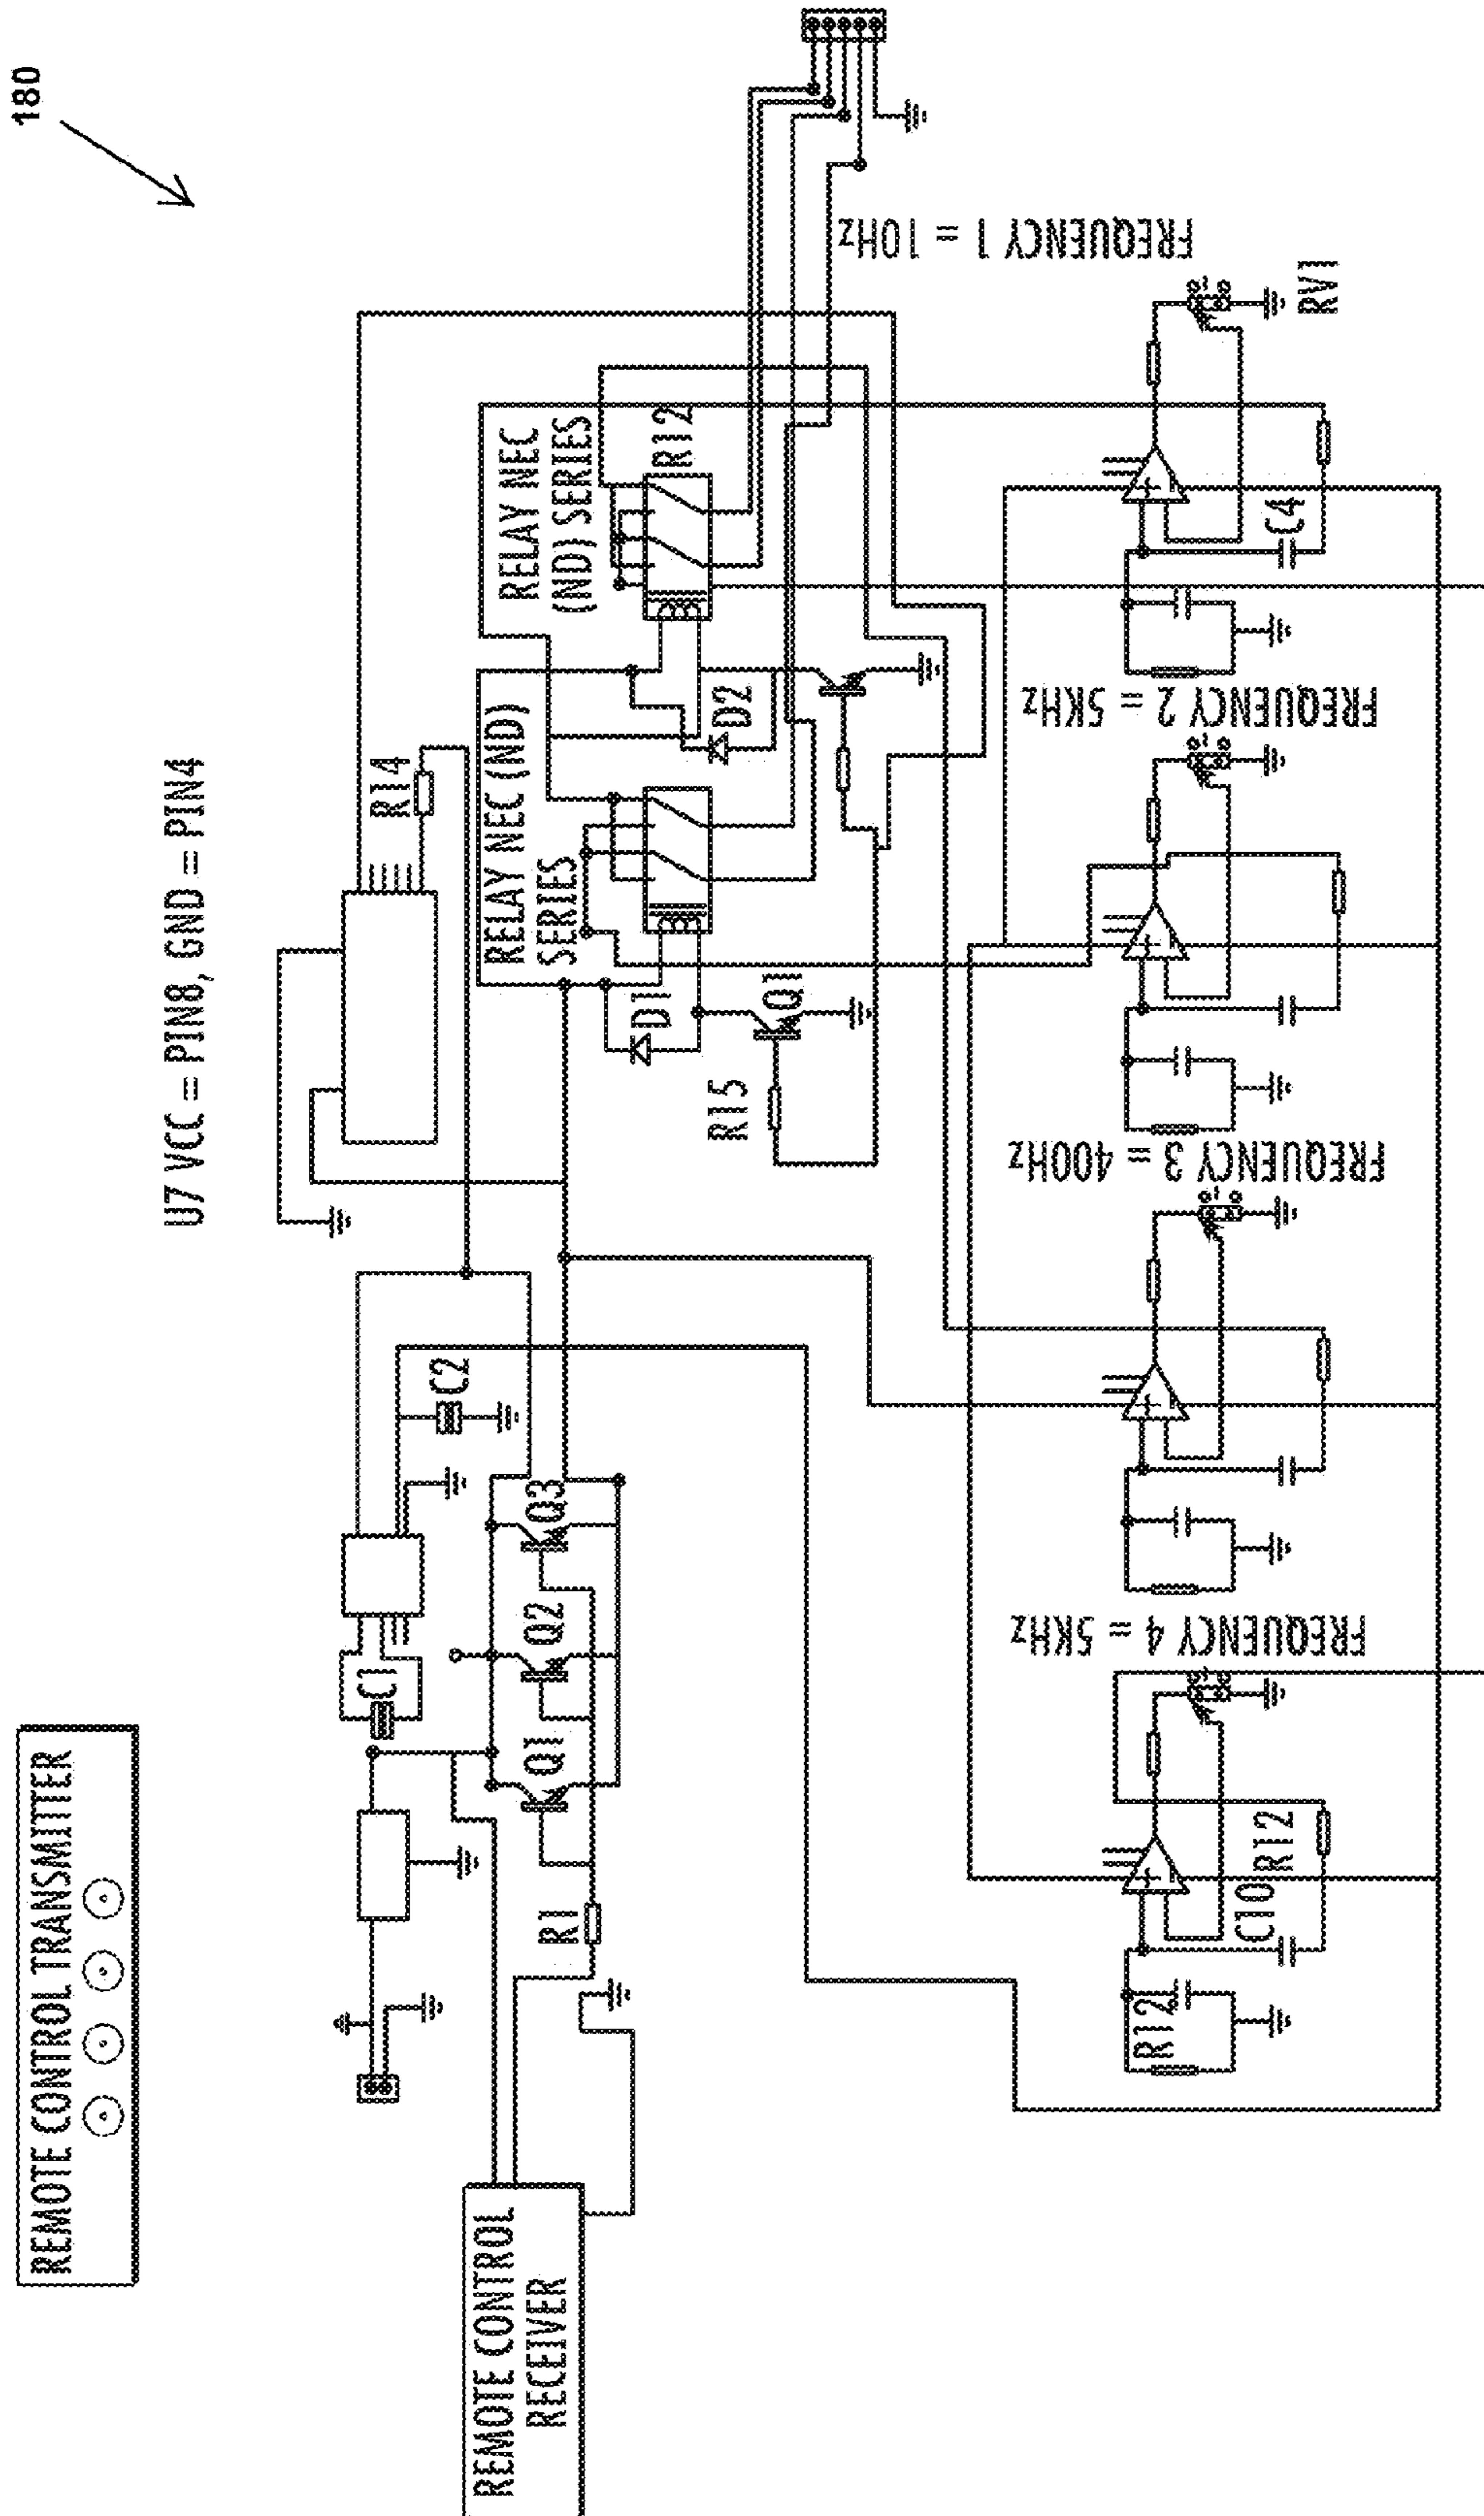 180
REMOTE CONTROL TRANSMITTER
U7 VCC = PIN8, GND = PIN4
C1
C2
R14
REMOTE CONTROL
RECEIVER
R1
Q1
Q2
Q3
RELAY NEC (ND)
SERIES
RELAY NEC
(ND) SERIES
R12
D1
D2
R15
Q1
FREQUENCY 1 = 10Hz
RV1
C4
FREQUENCY 2 = 5KHz
FREQUENCY 3 = 400Hz
FREQUENCY 4 = 5KHz
R12
C10
R12